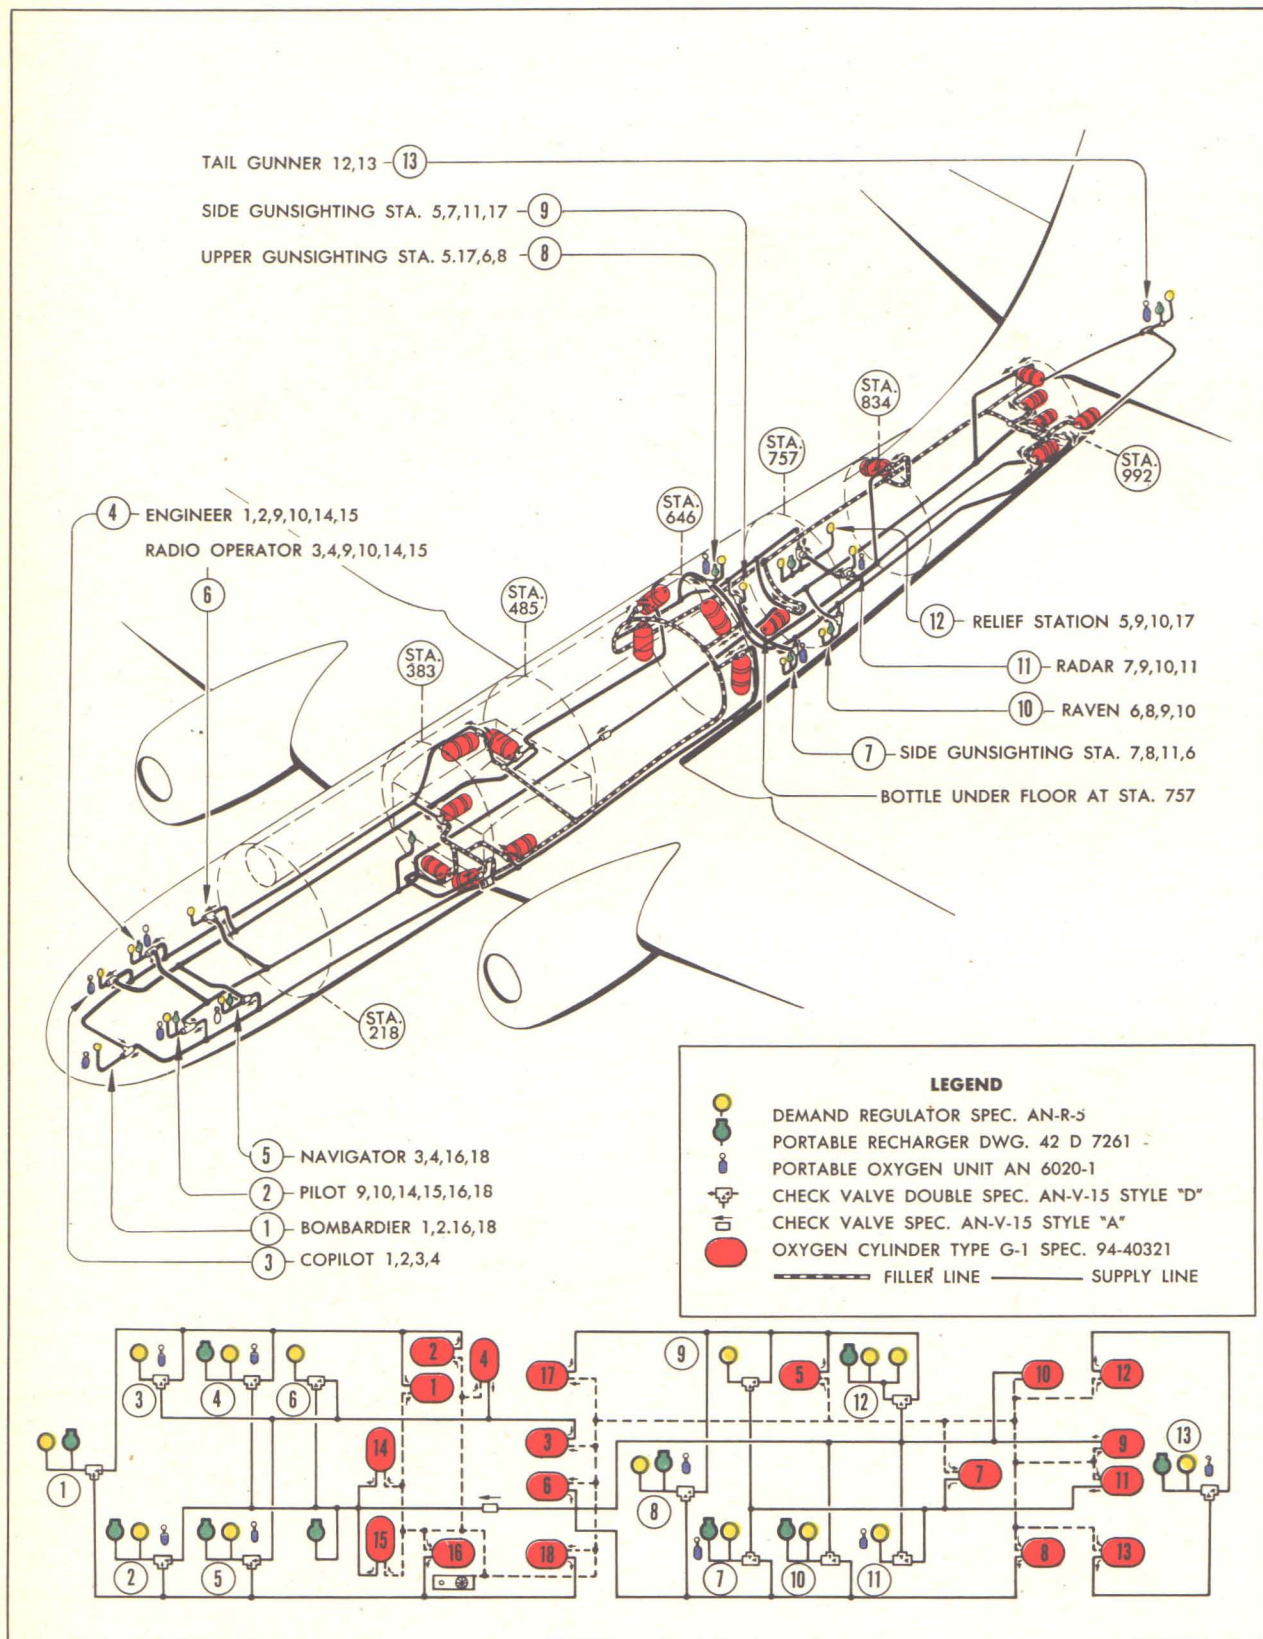 TAIL GUNNER 12,13 13
SIDE GUNSIGHTING STA. 5,7,11,17 9
UPPER GUNSIGHTING STA. 5.17,6,8 8
STA. 834
STA. 757
STA. 992
STA. 646
4 ENGINEER 1,2,9,10,14,15
RADIO OPERATOR 3,4,9,10,14,15
6
STA. 485
STA. 383
12 RELIEF STATION 5,9,10,17
11 RADAR 7,9,10,11
10 RAVEN 6,8,9,10
7 SIDE GUNSIGHTING STA. 7,8,11,6
BOTTLE UNDER FLOOR AT STA. 757
STA. 218
5 NAVIGATOR 3,4,16,18
2 PILOT 9,10,14,15,16,18
1 BOMBARDIER 1,2.16,18
3 COPILOT 1,2,3,4
LEGEND
DEMAND REGULATOR SPEC. AN-R-5
PORTABLE RECHARGER DWG. 42 D 7261
PORTABLE OXYGEN UNIT AN 6020-1
CHECK VALVE DOUBLE SPEC. AN-V-15 STYLE "D"
CHECK VALVE SPEC. AN-V-15 STYLE "A"
OXYGEN CYLINDER TYPE G-1 SPEC. 94-40321
FILLER LINE SUPPLY LINE
2 4 9
1 17 5 10 12
3 4 6 12
14 3 9 13
1 6 7 11
8
15 16 18 8 13
2 5 7 10 11